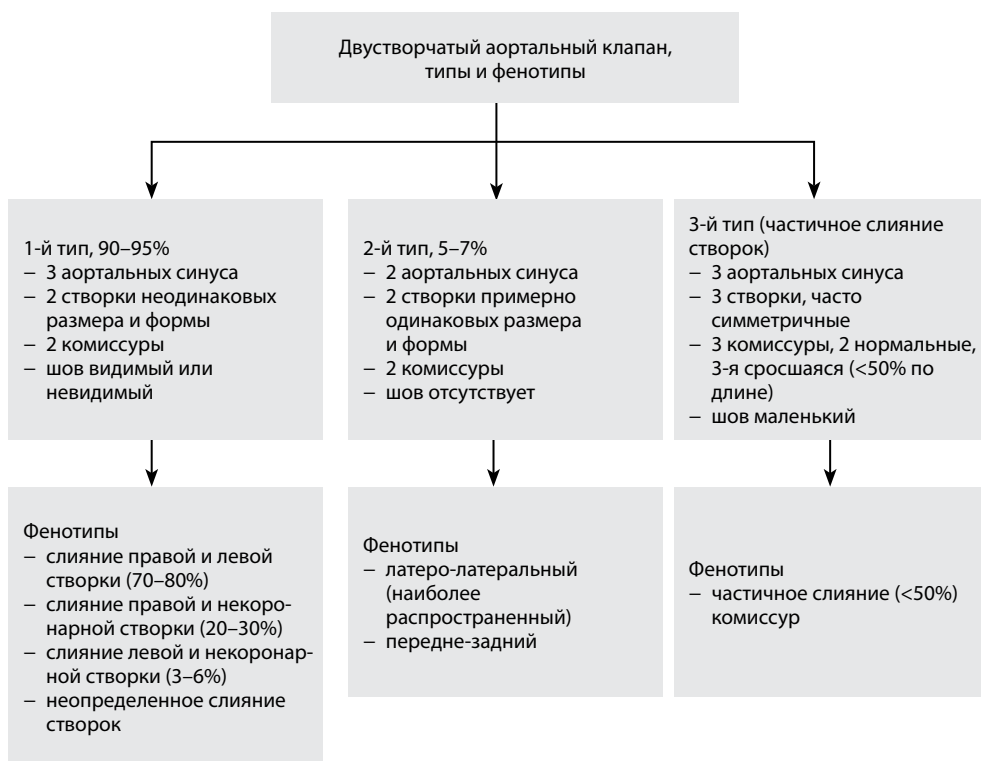 Двустворчатый аортальный клапан,
типы и фенотипы
1-й тип, 90–95%
– 3 аортальных синуса
– 2 створки неодинаковых
размера и формы
– 2 комиссуры
– шов видимый или
невидимый
2-й тип, 5–7%
– 2 аортальных синуса
– 2 створки примерно
одинаковых размера
и формы
– 2 комиссуры
– шов отсутствует
3-й тип (частичное слияние
створок)
– 3 аортальных синуса
– 3 створки, часто
симметричные
– 3 комиссуры, 2 нормальные,
3-я сросшаяся (<50% по
длине)
– шов маленький
Фенотипы
– слияние правой и левой
створки (70–80%)
– слияние правой и некоро-
нарной створки (20–30%)
– слияние левой и некоронар-
ной створки (3–6%)
– неопределенное слияние
створок
Фенотипы
– латеро-латеральный
(наиболее
распространенный)
– передне-задний
Фенотипы
– частичное слияние (<50%)
комиссур